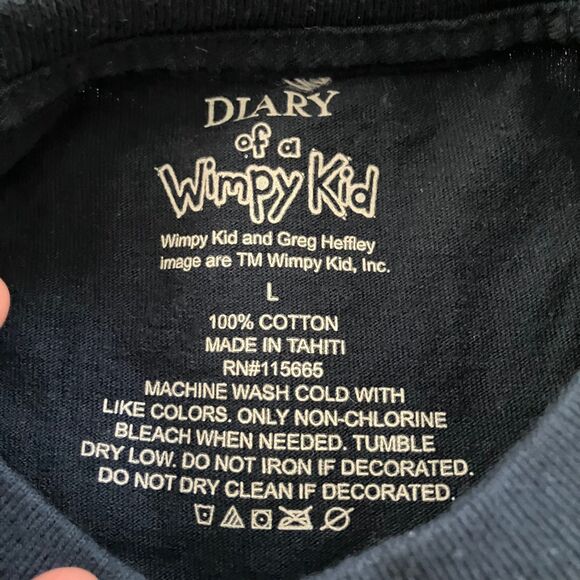 DIARY
of a
Wimpy Kid
Wimpy Kid and Greg Heffley
image are TM Wimpy Kid, Inc.
L
100% COTTON
MADE IN TAHITI
RN#115665
MACHINE WASH COLD WITH
LIKE COLORS. ONLY NON-CHLORINE
BLEACH WHEN NEEDED. TUMBLE
DRY LOW. DO NOT IRON IF DECORATED.
DO NOT DRY CLEAN IF DECORATED.